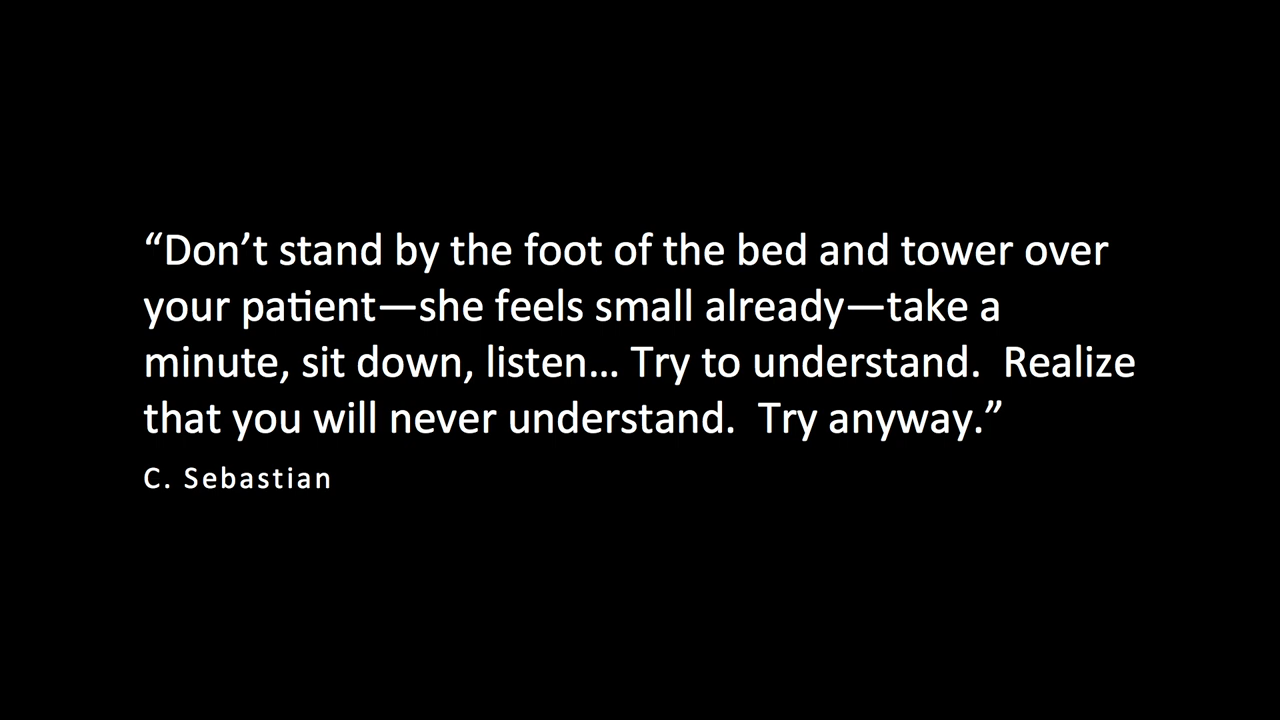 “Don’t stand by the foot of the bed and tower over
your patient—she feels small already—take a
minute, sit down, listen… Try to understand.  Realize
that you will never understand.  Try anyway.”
C. Sebastian